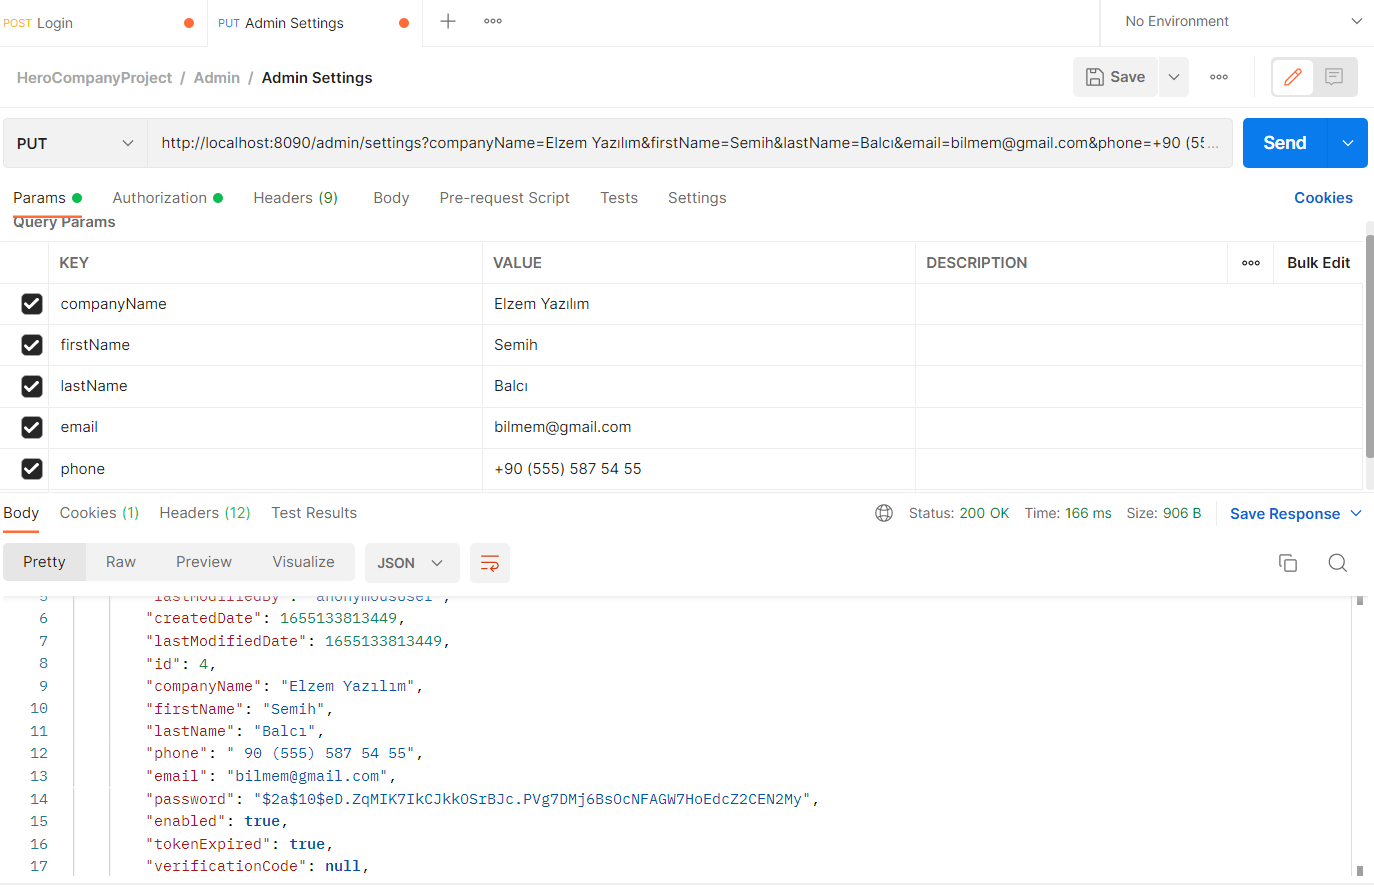 POST Login
PUT Admin Settings
No Environment
HeroCompanyProject / Admin / Admin Settings
Save
PUT
http://localhost:8090/admin/settings?companyName=Elzem Yazılım&firstName=Semih&lastName=Balcı&email=bilmem@gmail.com&phone=+90 (55...
Send
Params
Authorization
Headers (9)
Body
Pre-request Script
Tests
Settings
Cookies
Query Params
KEY VALUE DESCRIPTION Bulk Edit
companyName Elzem Yazılım
firstName Semih
lastName Balcı
email bilmem@gmail.com
phone +90 (555) 587 54 55
Body Cookies (1) Headers (12) Test Results
Status: 200 OK Time: 166 ms Size: 906 B Save Response
Pretty Raw Preview Visualize JSON
5 "lastModifiedBy": "anonymousUser",
6 "createdDate": 1655133813449,
7 "lastModifiedDate": 1655133813449,
8 "id": 4,
9 "companyName": "Elzem Yazılım",
10 "firstName": "Semih",
11 "lastName": "Balcı",
12 "phone": " 90 (555) 587 54 55",
13 "email": "bilmem@gmail.com",
14 "password": "$2a$10$eD.ZqMIK7IkCJkkOSrBJc.PVg7DMj6BsOcNFAGW7HoEdcZ2CEN2My",
15 "enabled": true,
16 "tokenExpired": true,
17 "verificationCode": null,